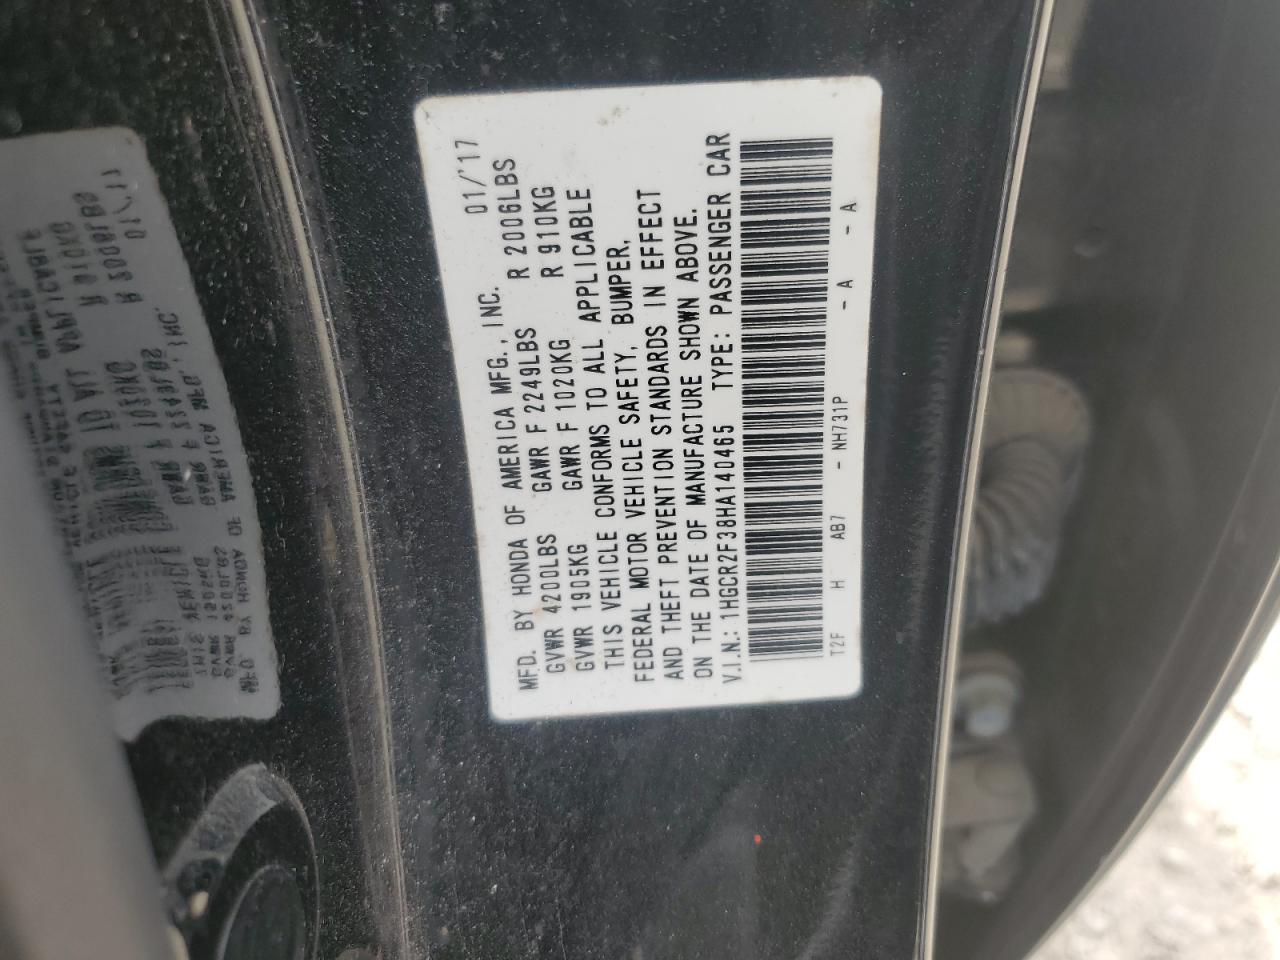 MFD. BY HONDA OF AMERICA MFG., INC. 01/'17
GVWR 4200LBS GAWR F 2249LBS R 2006LBS
GVWR 1905KG GAWR F 1020KG R 910KG
THIS VEHICLE CONFORMS TO ALL APPLICABLE
FEDERAL MOTOR VEHICLE SAFETY, BUMPER,
AND THEFT PREVENTION STANDARDS IN EFFECT
ON THE DATE OF MANUFACTURE SHOWN ABOVE.
V.I.N.: 1HGCR2F38HA140465 TYPE: PASSENGER CAR
T2F H AB7 - NH731P - A - A